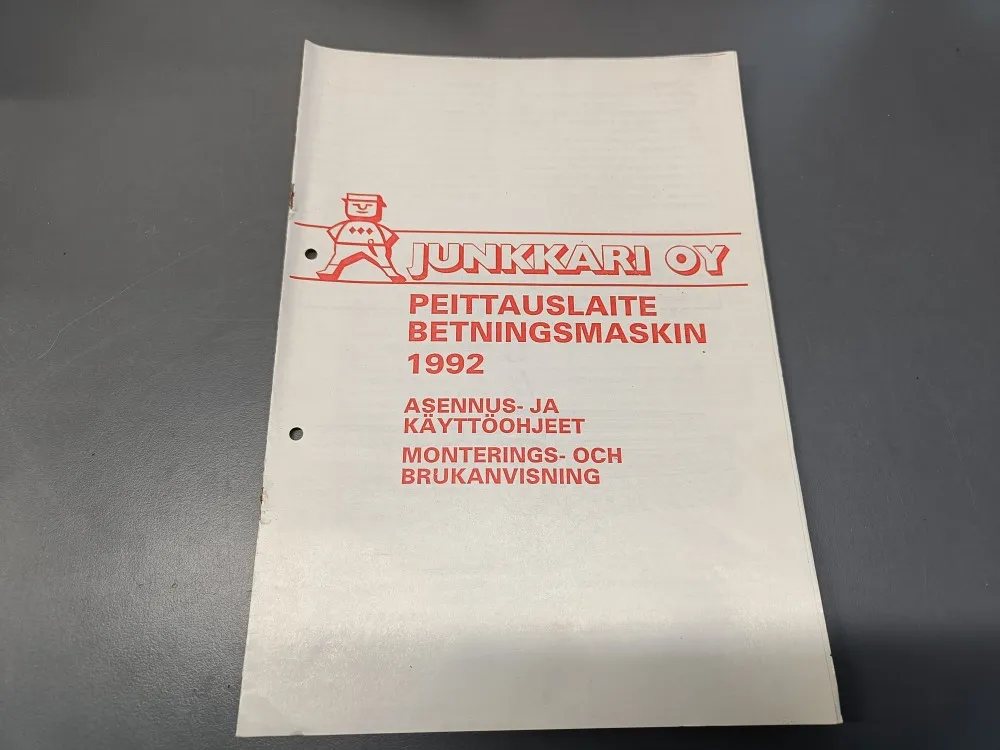 JUNKKARI OY
PEITTAUSLAITE
BETNINGSMASKIN
1992
ASENNUS- JA
KÄYTTÖOHJEET
MONTERINGS- OCH
BRUKANVISNING